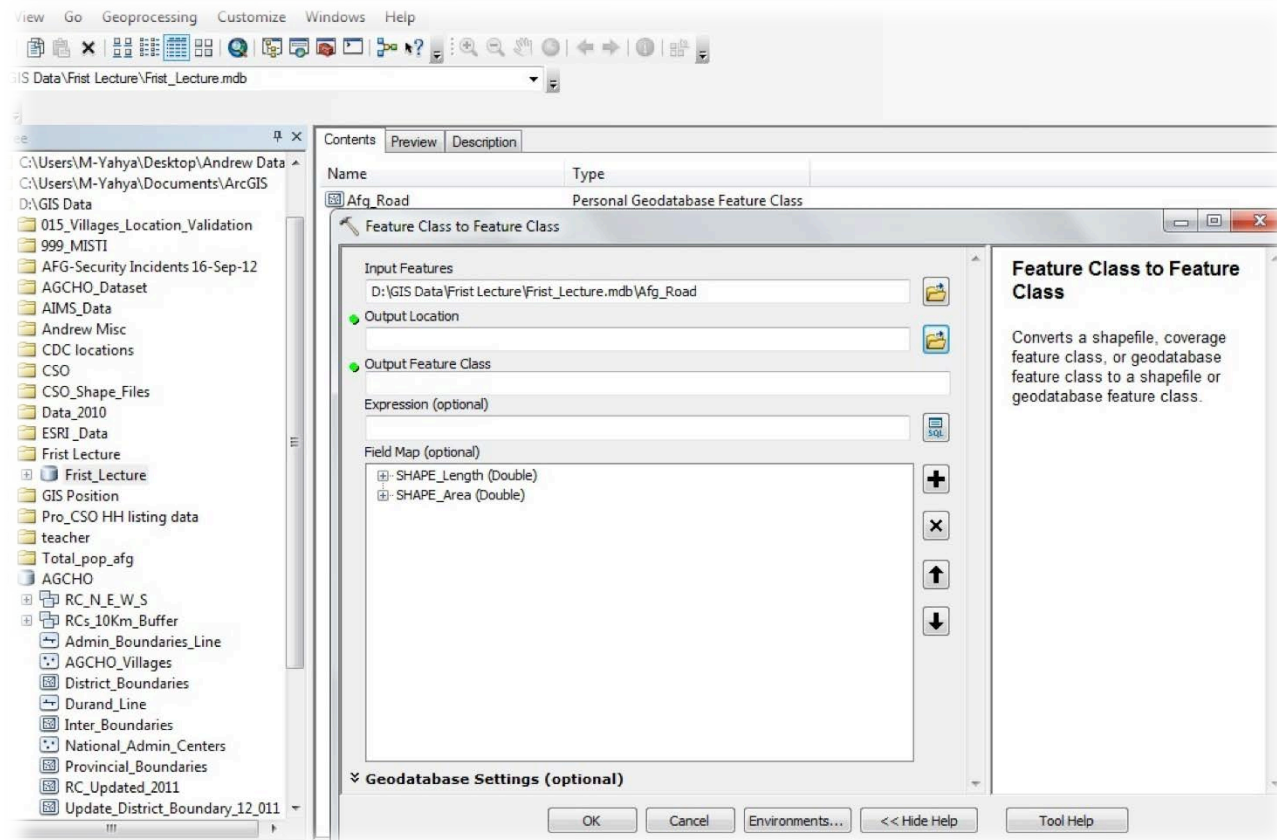 View Go Geoprocessing Customize Windows Help
GIS Data\Frist Lecture\Frist_Lecture.mdb
C:\Users\M-Yahya\Desktop\Andrew Data
C:\Users\M-Yahya\Documents\ArcGIS
D:\GIS Data
015_Villages_Location_Validation
999_MISTI
AFG-Security Incidents 16-Sep-12
AGCHO_Dataset
AIMS_Data
Andrew Misc
CDC locations
CSO
CSO_Shape_Files
Data_2010
ESRI _Data
Frist Lecture
Frist_Lecture
GIS Position
Pro_CSO HH listing data
teacher
Total_pop_afg
AGCHO
RC_N_E_W_S
RCs_10Km_Buffer
Admin_Boundaries_Line
AGCHO_Villages
District_Boundaries
Durand_Line
Inter_Boundaries
National_Admin_Centers
Provincial_Boundaries
RC_Updated_2011
Update_District_Boundary_12_011
Contents Preview Description
Name Type
Afg_Road Personal Geodatabase Feature Class
Feature Class to Feature Class
Input Features
D:\GIS Data\Frist Lecture\Frist_Lecture.mdb\Afg_Road
Output Location
Output Feature Class
Expression (optional)
SQL
Field Map (optional)
SHAPE_Length (Double)
SHAPE_Area (Double)
Geodatabase Settings (optional)
OK Cancel Environments... << Hide Help Tool Help
Feature Class to Feature
Class
Converts a shapefile, coverage
feature class, or geodatabase
feature class to a shapefile or
geodatabase feature class.